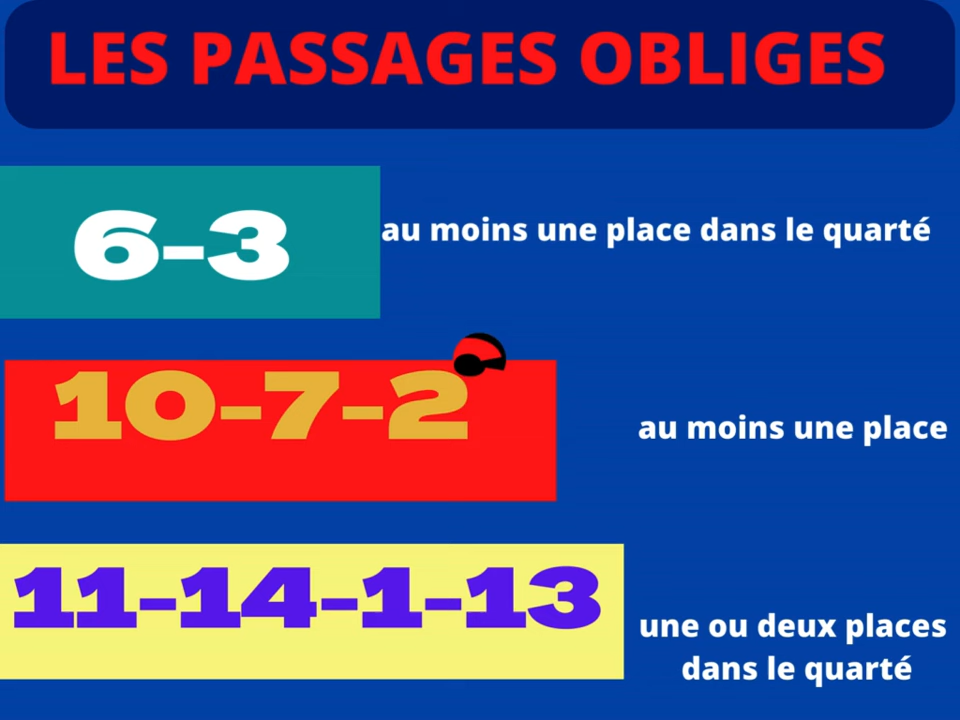 LES PASSAGES OBLIGES
6-3
au moins une place dans le quarté
10-7-2
au moins une place
11-14-1-13
une ou deux places
dans le quarté